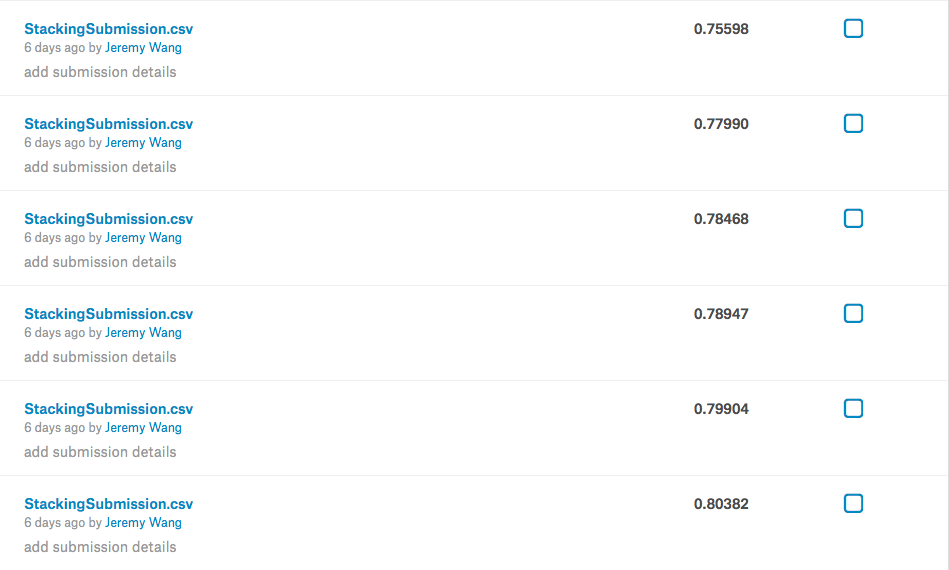 StackingSubmission.csv 0.75598
6 days ago by Jeremy Wang
add submission details
StackingSubmission.csv 0.77990
6 days ago by Jeremy Wang
add submission details
StackingSubmission.csv 0.78468
6 days ago by Jeremy Wang
add submission details
StackingSubmission.csv 0.78947
6 days ago by Jeremy Wang
add submission details
StackingSubmission.csv 0.79904
6 days ago by Jeremy Wang
add submission details
StackingSubmission.csv 0.80382
6 days ago by Jeremy Wang
add submission details